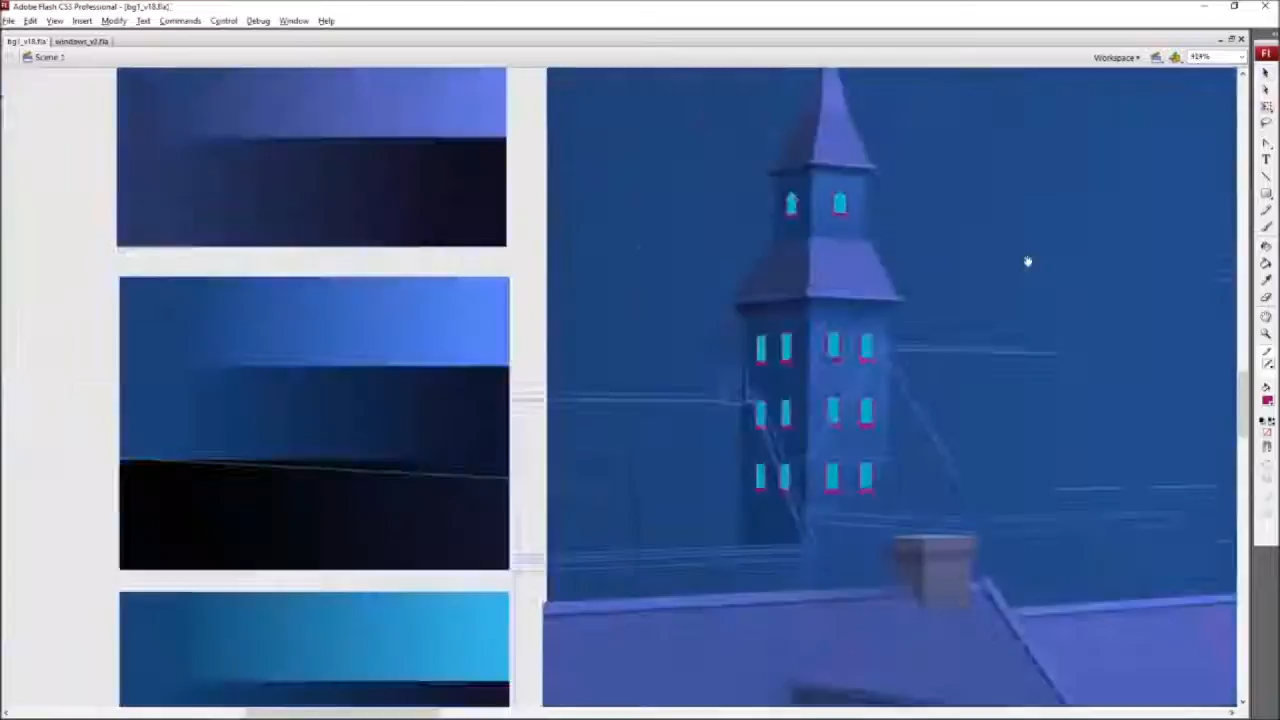 Adobe Flash CS3 Professional - [bg1_v18.fla]
File Edit View Insert Modify Text Commands Control Debug Window Help
bg1_v18.fla* windows_v2.fla
Scene 1 Workspace
Fl
T